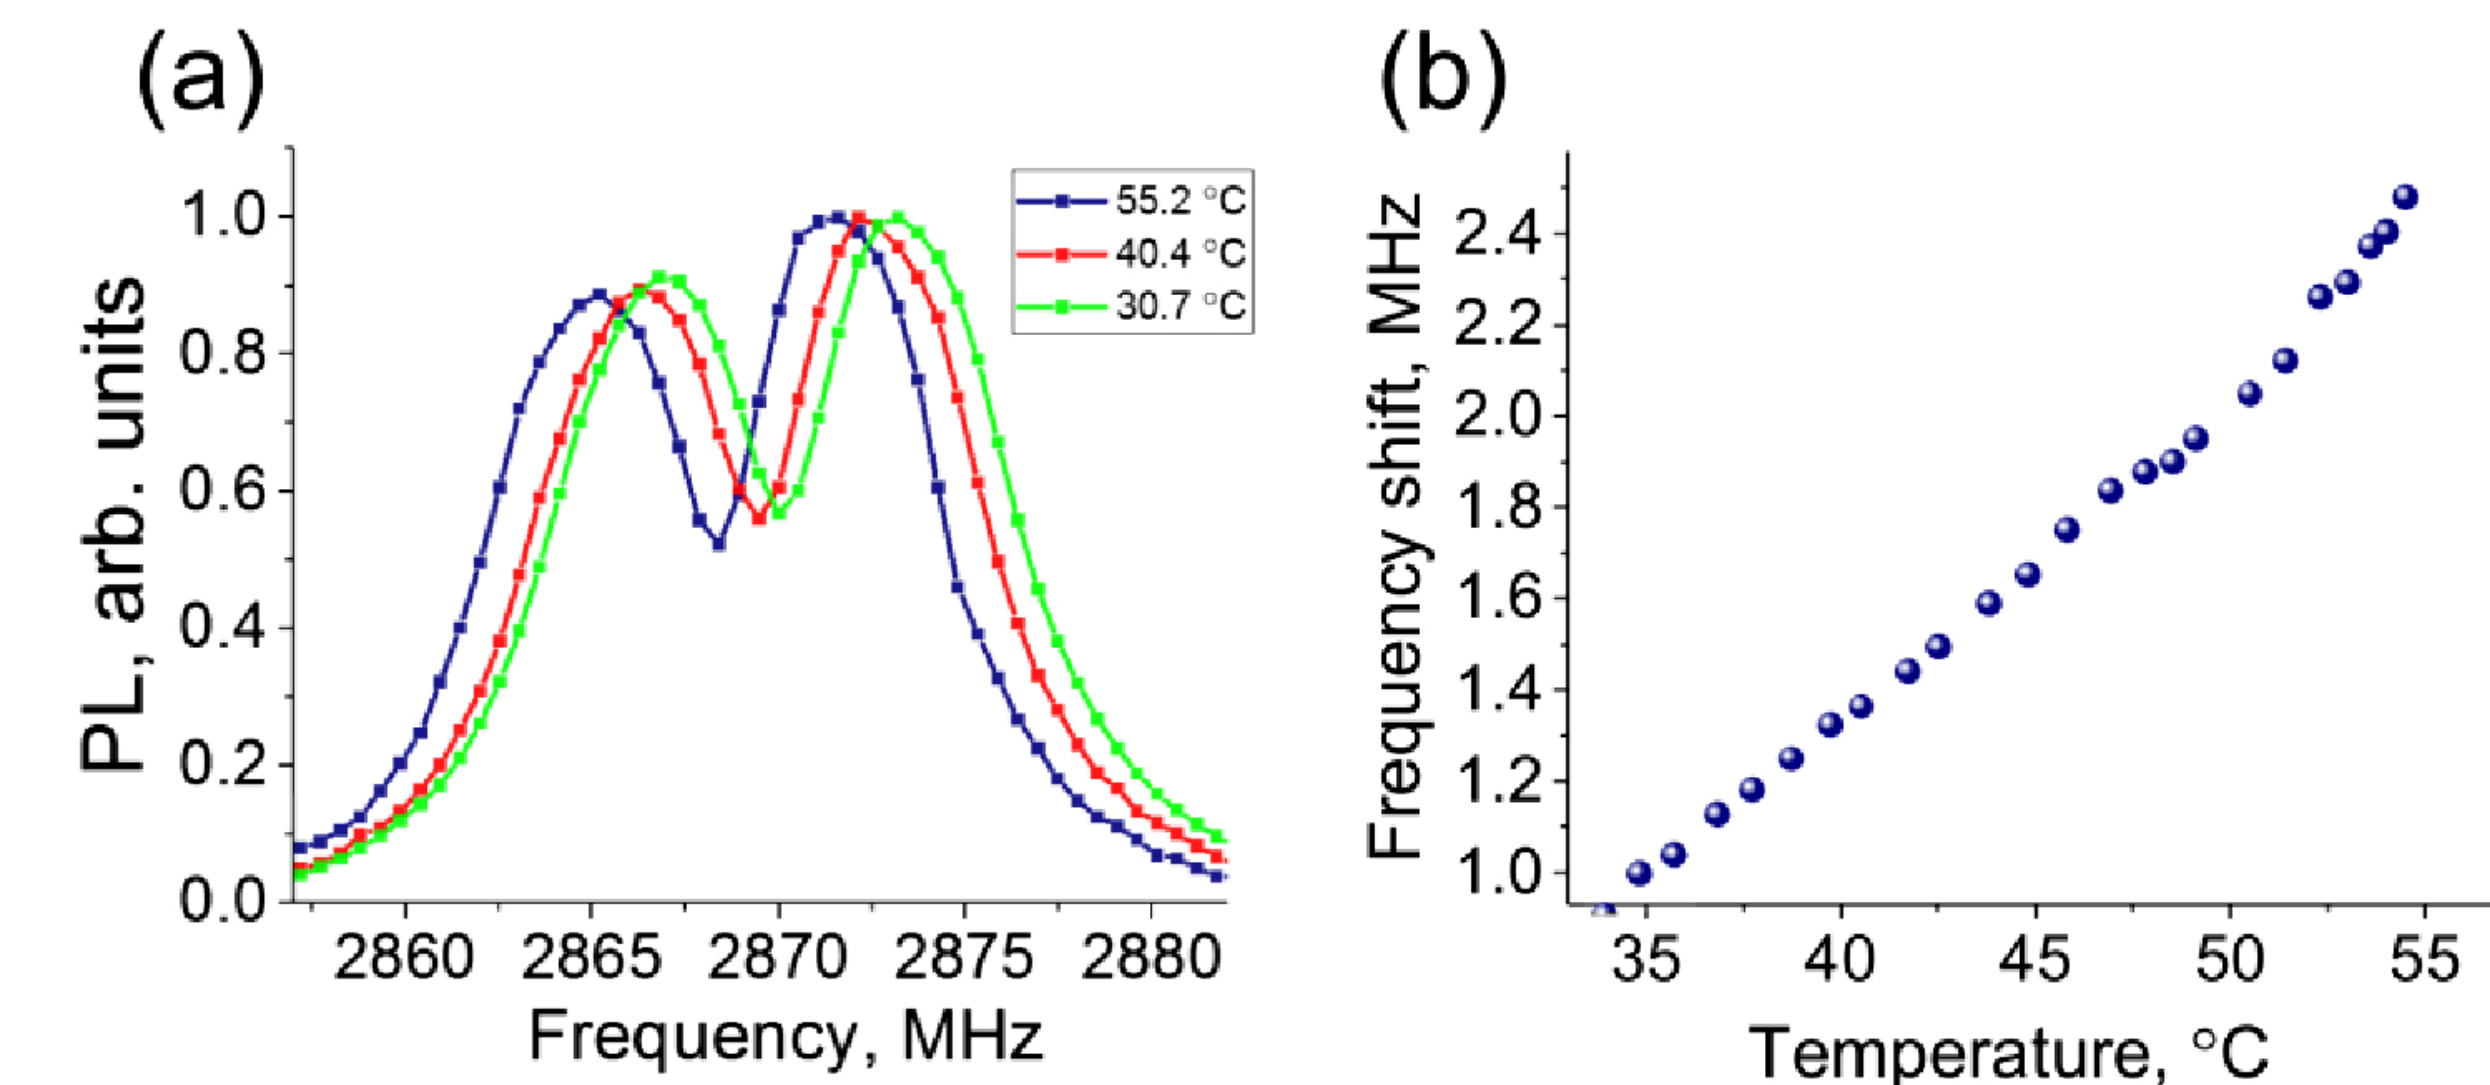 (a)
(b)
PL, arb. units
1.0
0.8
0.6
0.4
0.2
0.0
55.2 °C
40.4 °C
30.7 °C
2860 2865 2870 2875 2880
Frequency, MHz
Frequency shift, MHz
2.4
2.2
2.0
1.8
1.6
1.4
1.2
1.0
35 40 45 50 55
Temperature, °C